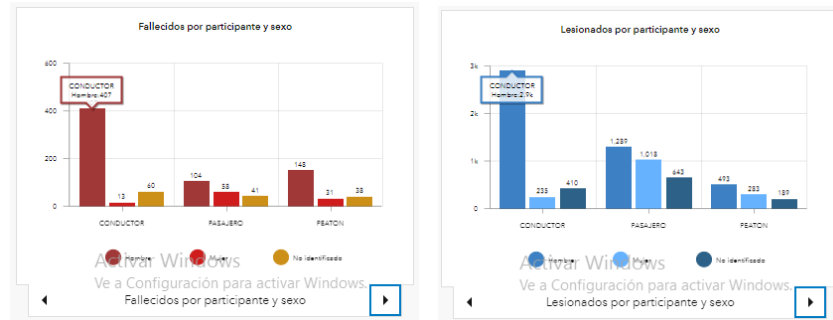 Fallecidos por participante y sexo
600
400
200
0
CONDUCTOR
Hombre: 407
13
60
104
58
41
148
31
38
CONDUCTOR
PASAJERO
PEATON
Hombre
Mujer
No identificado
Fallecidos por participante y sexo
Lesionados por participante y sexo
3k
2k
1k
0
CONDUCTOR
Hombre: 2.9k
235
410
1,289
1,018
643
493
283
189
CONDUCTOR
PASAJERO
PEATON
Hombre
Mujer
No identificado
Lesionados por participante y sexo
Activar Windows
Ve a Configuración para activar Windows.
Activar Windows
Ve a Configuración para activar Windows.